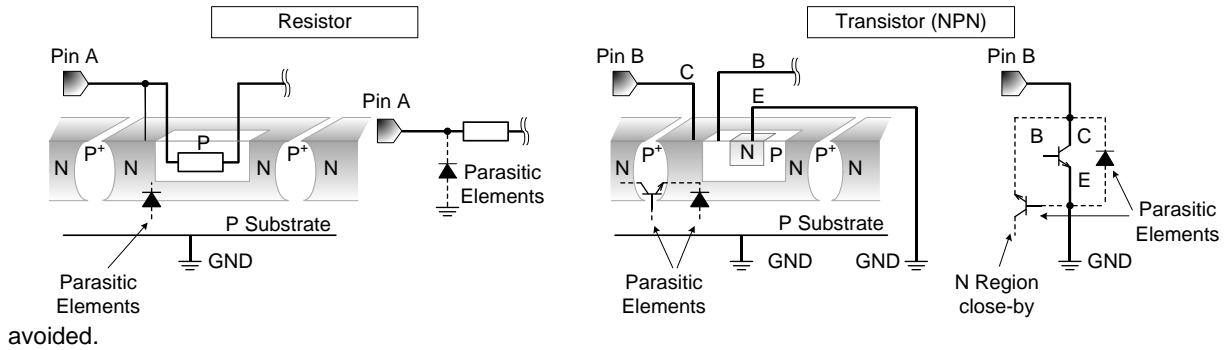 Resistor
Transistor (NPN)
Pin A
Pin B
B
Pin B
C
E
Pin A
P
N
P+
N
N
P+
N
N
P+
N
N
P
N
P+
N
B
C
E
Parasitic
Elements
P Substrate
P Substrate
Parasitic
Elements
GND
GND
GND
GND
Parasitic
Elements
Parasitic
Elements
N Region
close-by
avoided.